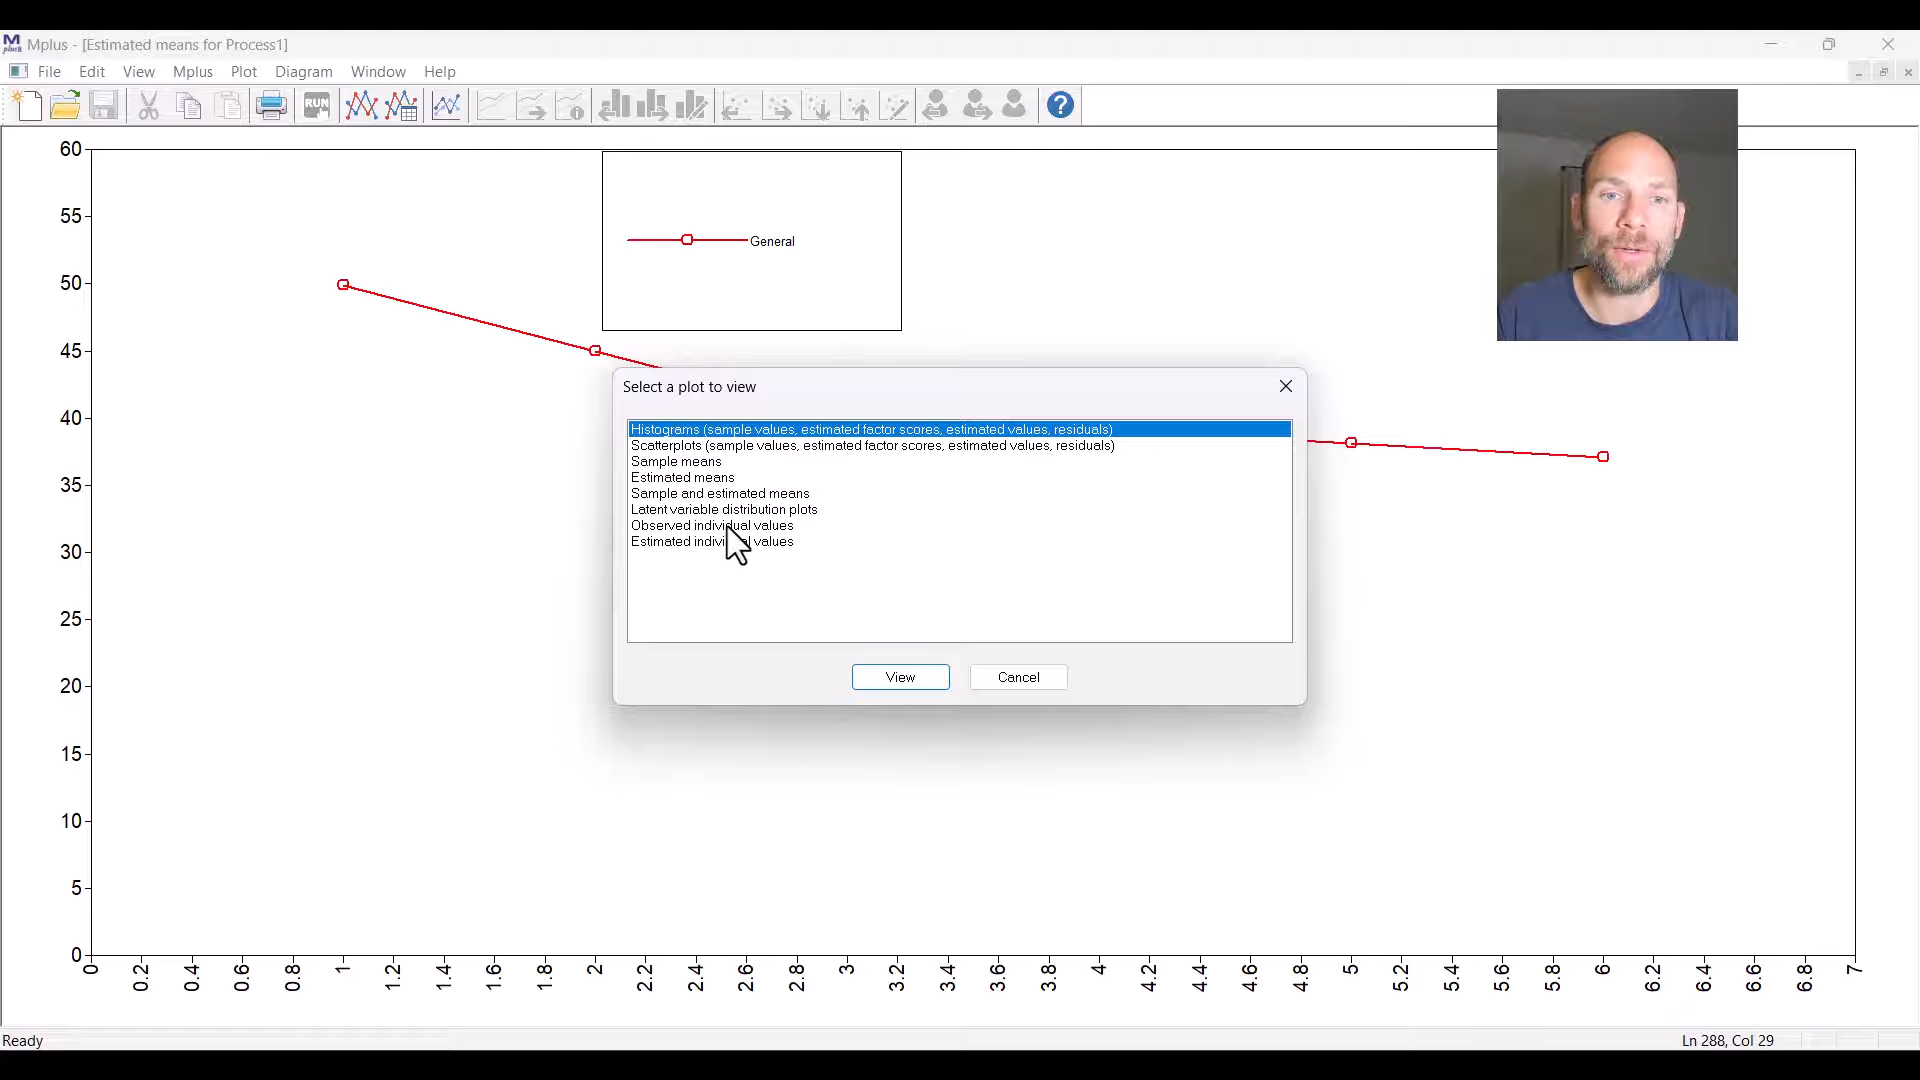 Mplus - [Estimated means for Process1]
File Edit View Mplus Plot Diagram Window Help
RUN
60
55
50
45
40
35
30
25
20
15
10
5
0
General
Select a plot to view
Histograms (sample values, estimated factor scores, estimated values, residuals)
Scatterplots (sample values, estimated factor scores, estimated values, residuals)
Sample means
Estimated means
Sample and estimated means
Latent variable distribution plots
Observed individual values
Estimated individual values
View Cancel
0 0.2 0.4 0.6 0.8 1 1.2 1.4 1.6 1.8 2 2.2 2.4 2.6 2.8 3 3.2 3.4 3.6 3.8 4 4.2 4.4 4.6 4.8 5 5.2 5.4 5.6 5.8 6 6.2 6.4 6.6 6.8 7
Ready Ln 288, Col 29